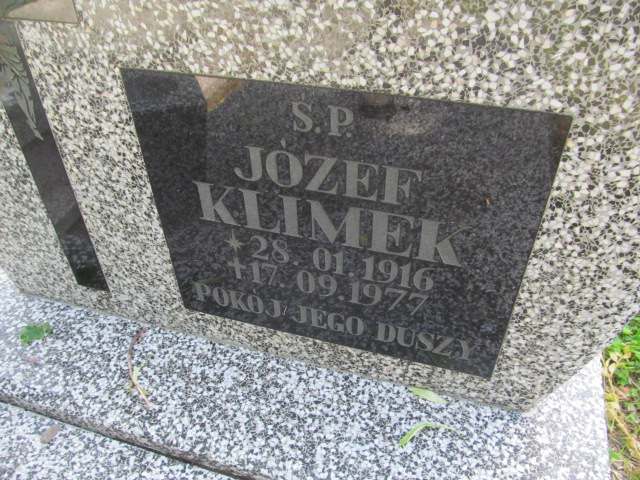 Ś.P.
JÓZEF
KLIMEK
* 28. 01. 1916
† 17. 09. 1977
POKÓJ JEGO DUSZY